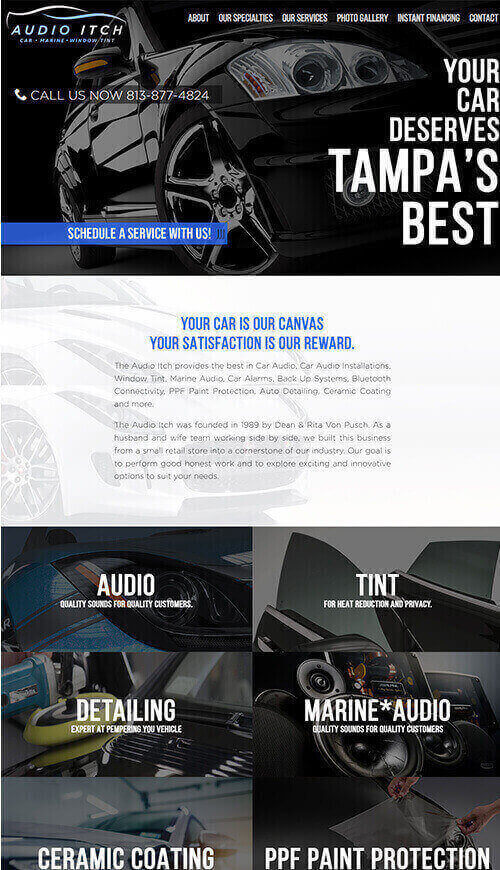 AUDIO ITCH
CAR • MARINE • WINDOW TINT
ABOUT OUR SPECIALTIES OUR SERVICES PHOTO GALLERY INSTANT FINANCING CONTACT
CALL US NOW 813-877-4824
YOUR
CAR
DESERVES
TAMPA'S
BEST
SCHEDULE A SERVICE WITH US!
YOUR CAR IS OUR CANVAS
YOUR SATISFACTION IS OUR REWARD.
The Audio Itch provides the best in Car Audio, Car Audio Installations,
Window Tint, Marine Audio, Car Alarms, Back Up Systems, Bluetooth
Connectivity, PPF Paint Protection, Auto Detailing, Ceramic Coating
and more.
The Audio Itch was founded in 1989 by Dean & Rita Von Pusch. As a
husband and wife team working side by side, we built this business
from a small retail store into a cornerstone of our industry. Our goal is
to perform good honest work and to explore exciting and innovative
options to suit your needs.
AUDIO
QUALITY SOUNDS FOR QUALITY CUSTOMERS.
TINT
FOR HEAT REDUCTION AND PRIVACY.
DETAILING
EXPERT AT PEMPERING YOU VEHICLE
MARINE*AUDIO
QUALITY SOUNDS FOR QUALITY CUSTOMERS
CERAMIC COATING
PPF PAINT PROTECTION